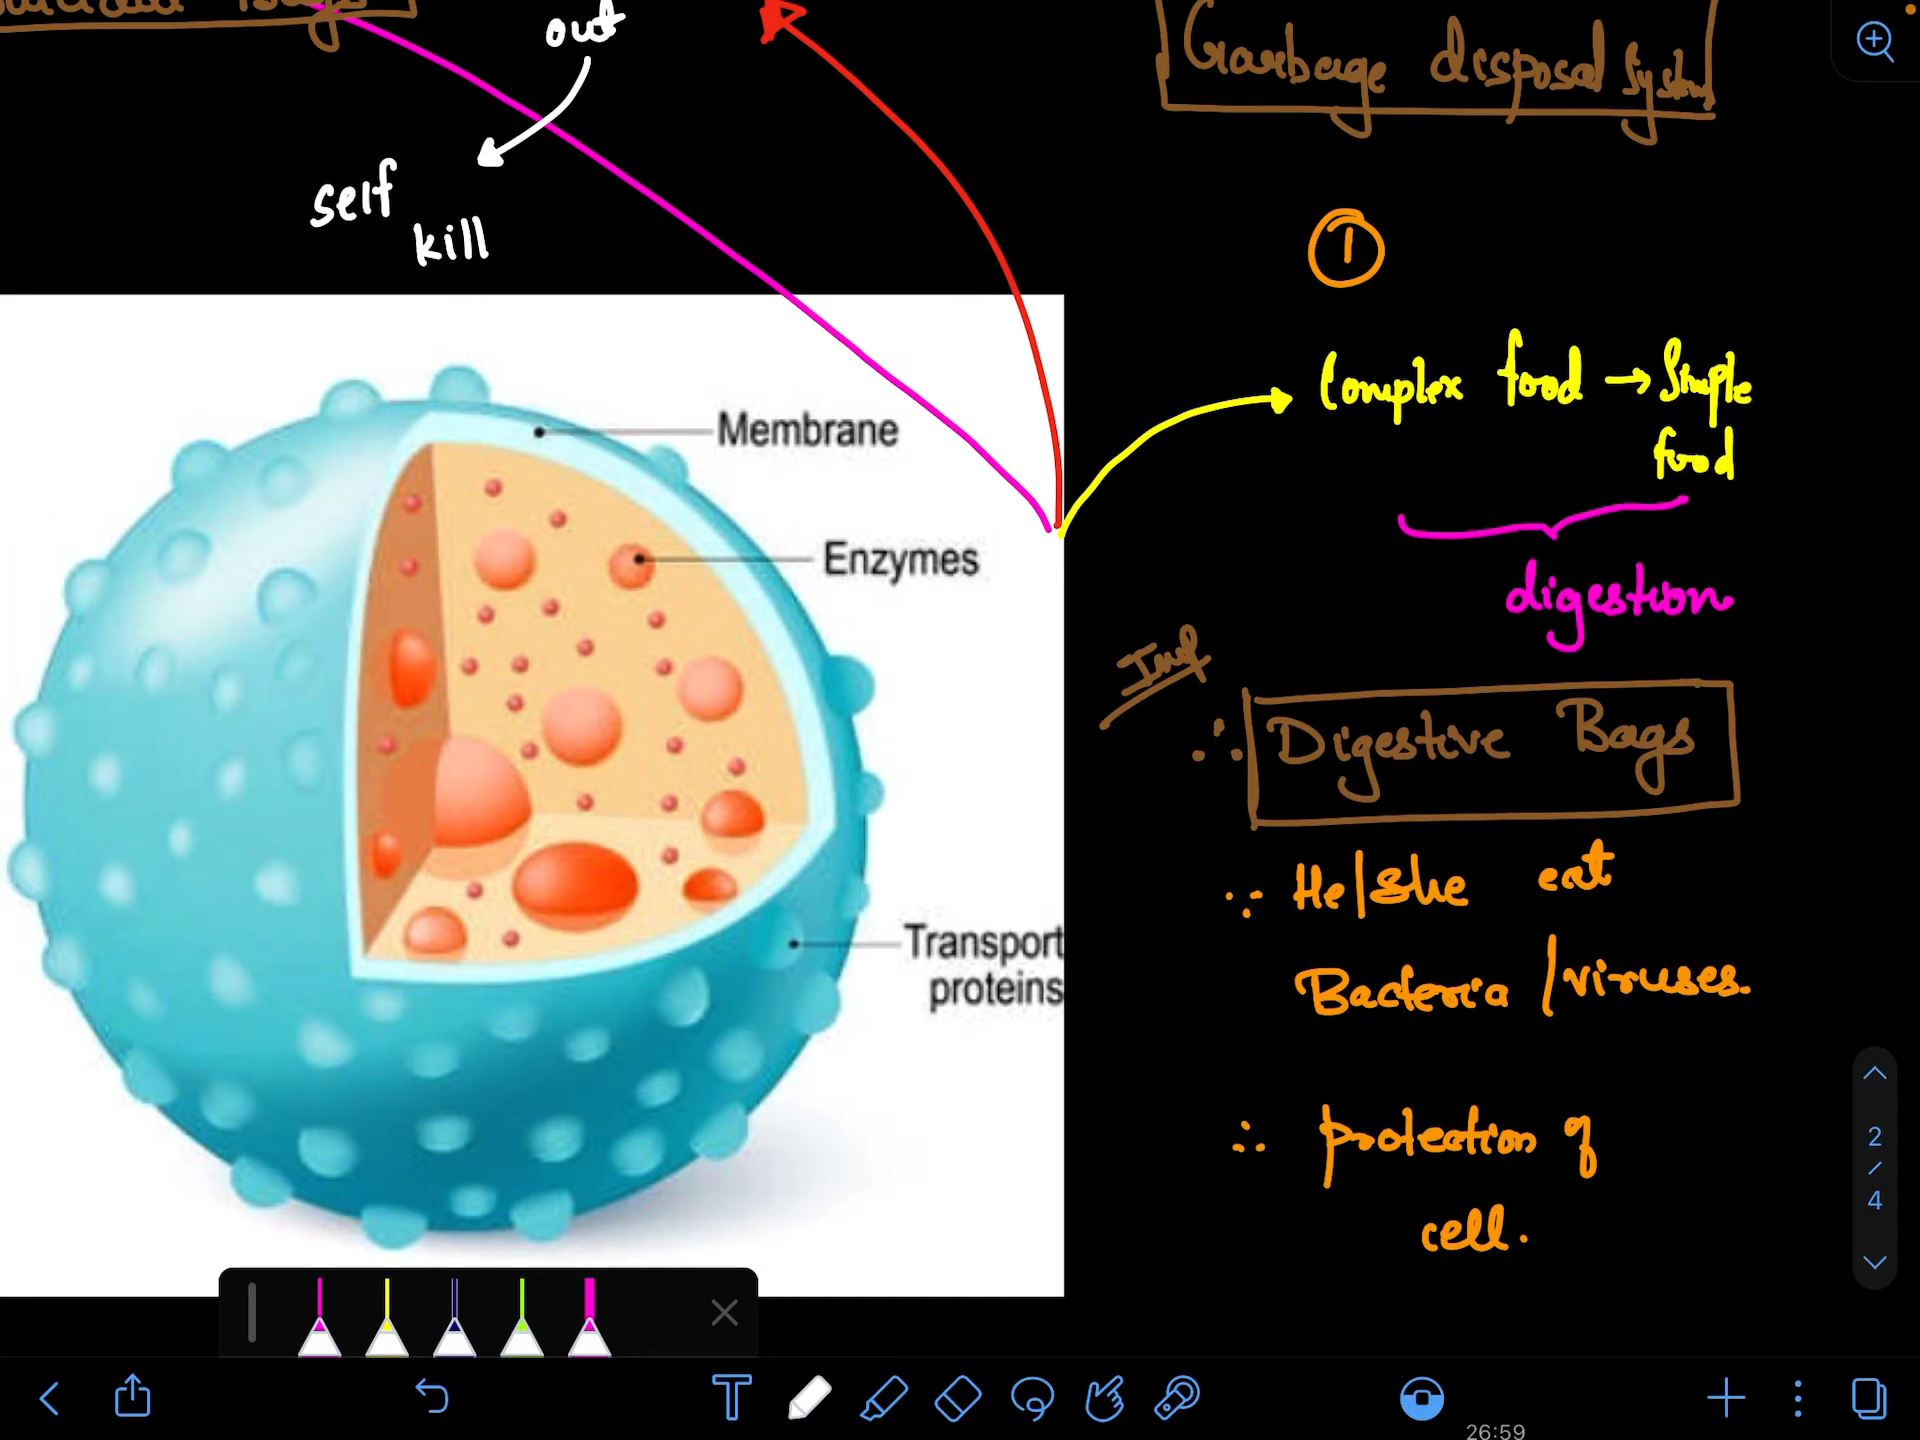 Bags
out
self
kill
Garbage disposal System
1
Complex food → Simple
food
digestion
Imp
∴ Digestive Bags
∵ He/She eat
Bacteria / viruses.
∴ protection of
cell.
Membrane
Enzymes
Transport
proteins
T
2
/
4
26:59